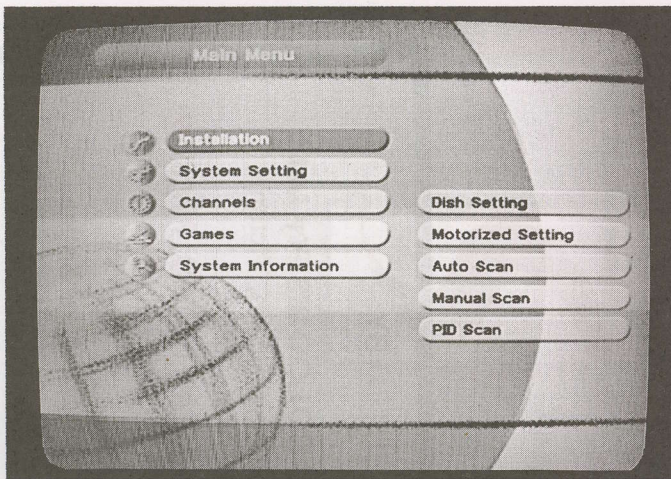 Main Menu
Installation
System Setting
Channels
Games
System Information
Dish Setting
Motorized Setting
Auto Scan
Manual Scan
PID Scan